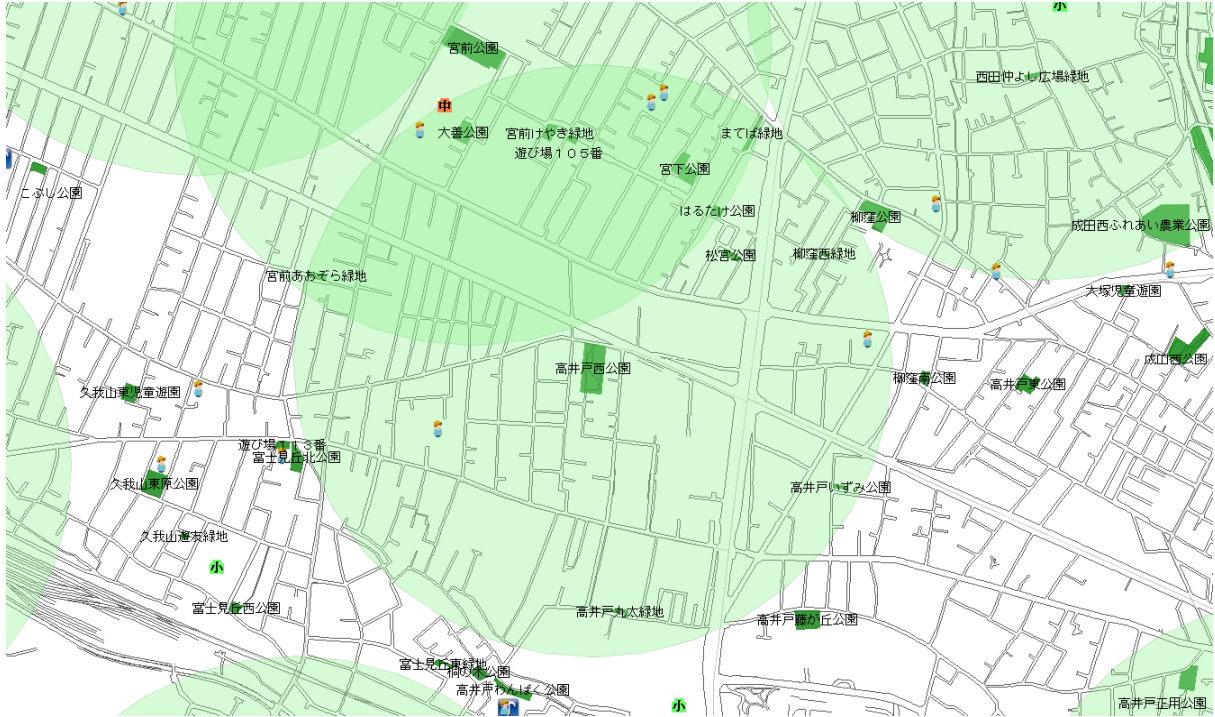 小
宮前公園
西田仲よし広場緑地
中
大善公園
宮前けやき緑地
まてば緑地
遊び場105番
宮下公園
こぶし公園
はるたけ公園
柳窪公園
成田西ふれあい農業公園
松宮公園
柳窪西緑地
宮前あおぞら緑地
大塚児童遊園
成田西公園
高井戸西公園
柳窪南公園
高井戸東公園
久我山東児童遊園
遊び場113番
富士見丘北公園
久我山東原公園
高井戸いずみ公園
久我山遊友緑地
小
富士見丘西公園
高井戸丸太緑地
高井戸藤が丘公園
富士見丘東緑地
桐の木公園
高井戸わんぱく公園
小
高井戸正用公園